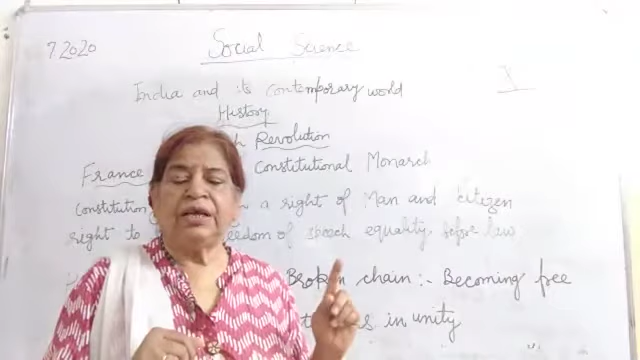 7.2020
Social Science
India and its contemporary world
History
h Revolution
France Constitutional Monarch
Constitution a right of Man and citizen
right to eedom of speech equality before law
Broken chain :- Becoming free
s in unity